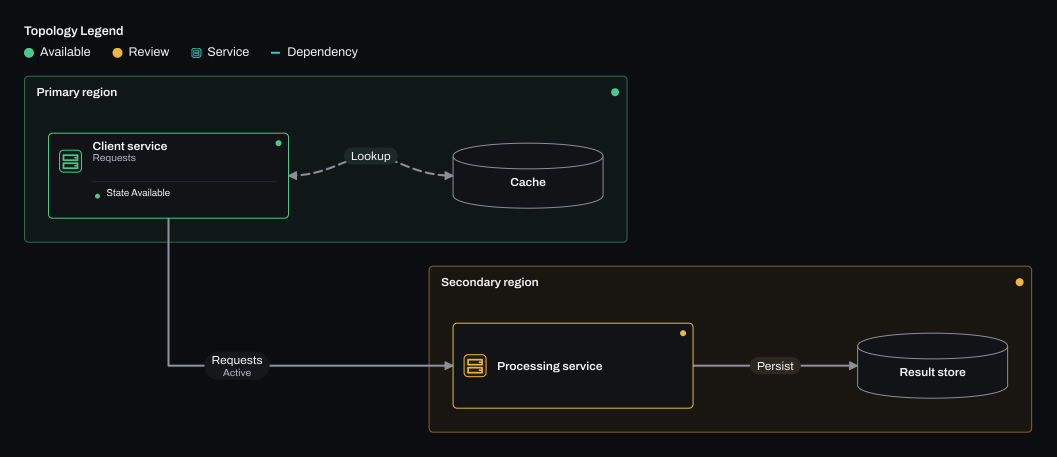 Topology Legend
Available Review Service Dependency
Primary region
Client service
Requests
State Available
Lookup
Cache
Secondary region
Requests
Active
Processing service
Persist
Result store